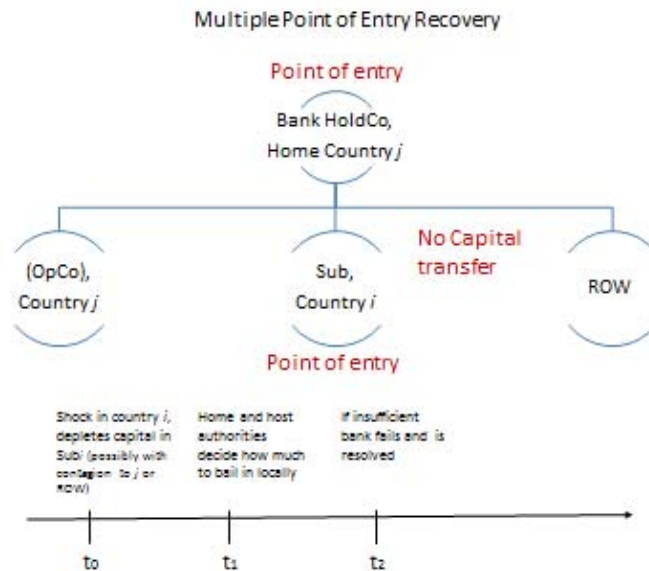 Multiple Point of Entry Recovery
Point of entry
Bank HoldCo,
Home Country j
(OpCo),
Country j
Sub,
Country i
No Capital
transfer
ROW
Point of entry
Shock in country i,
depletes capital in
Subi (possibly with
contagion to j or
ROW)
Home and host
authorities
decide how much
to bail in locally
If insufficient
bank fails and is
resolved
t0
t1
t2